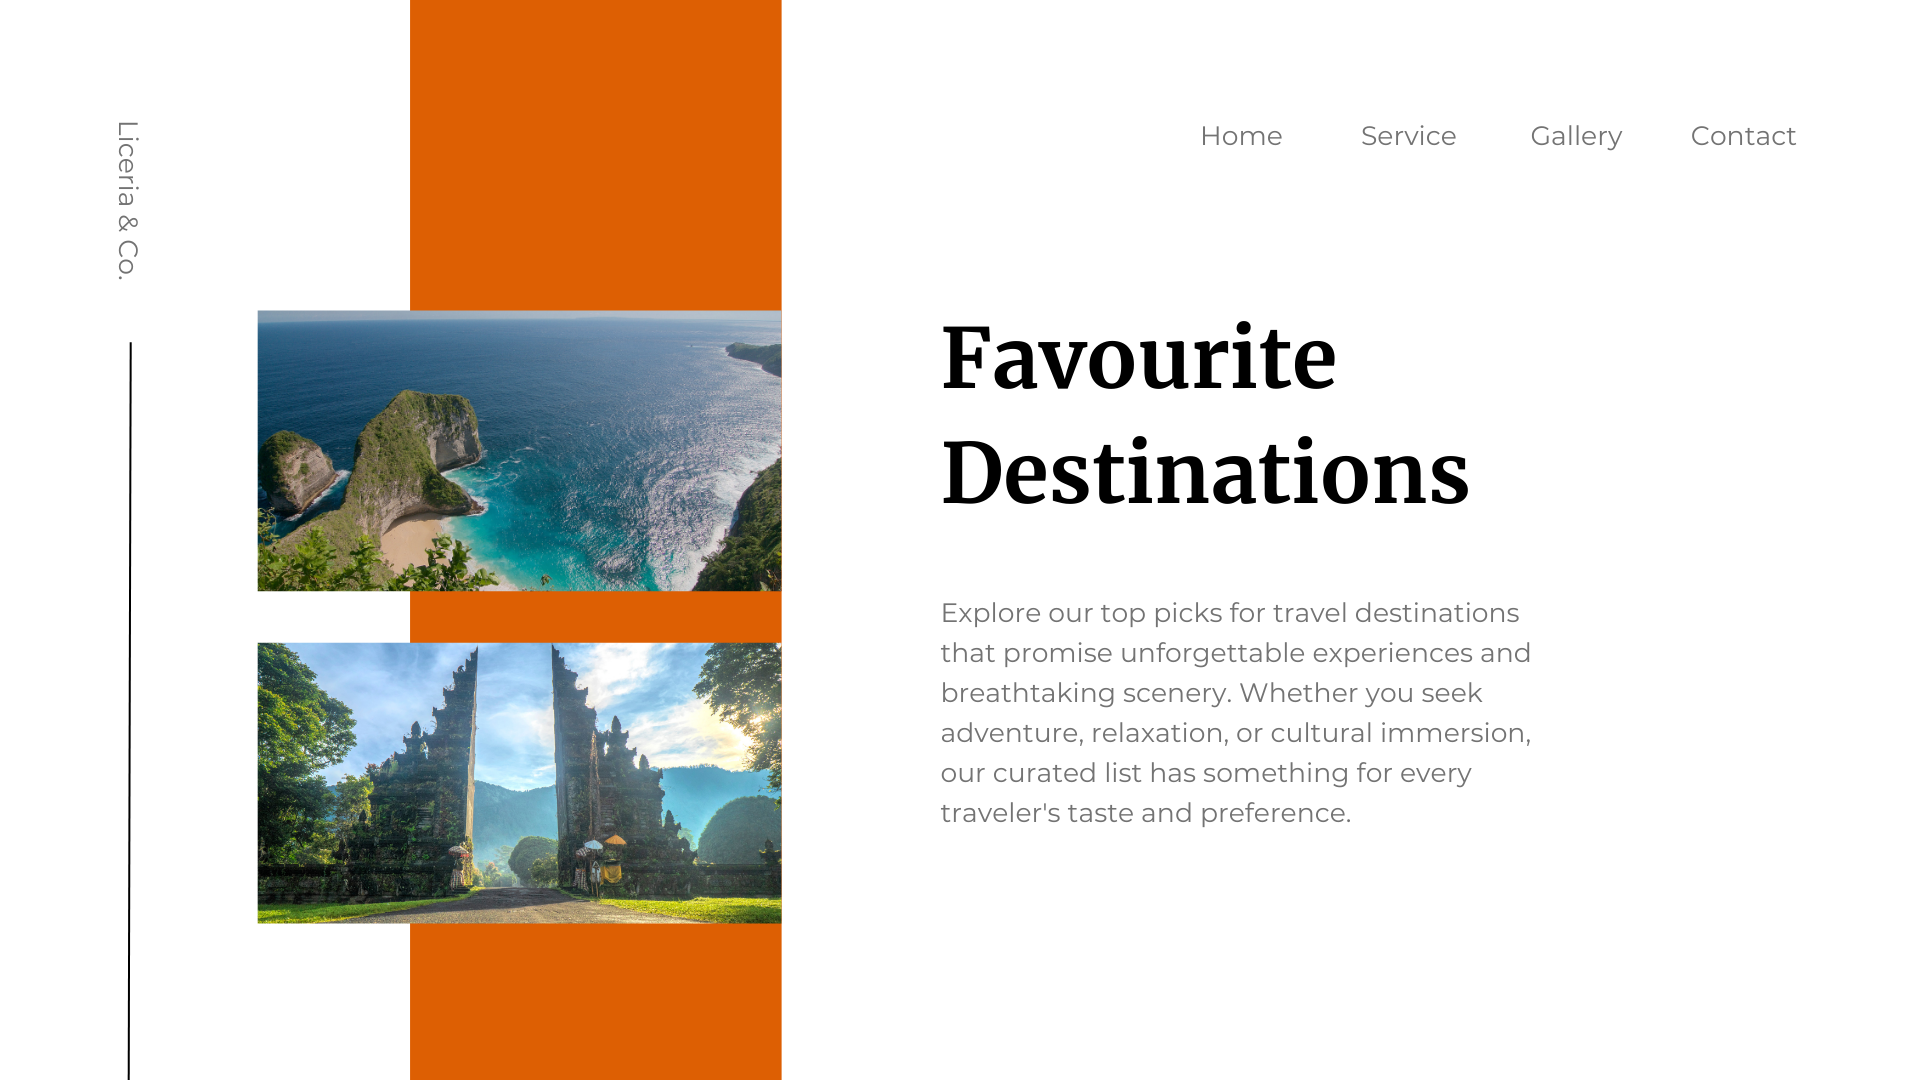 Liceria & Co.
Home Service Gallery Contact
Favourite
Destinations
Explore our top picks for travel destinations
that promise unforgettable experiences and
breathtaking scenery. Whether you seek
adventure, relaxation, or cultural immersion,
our curated list has something for every
traveler's taste and preference.